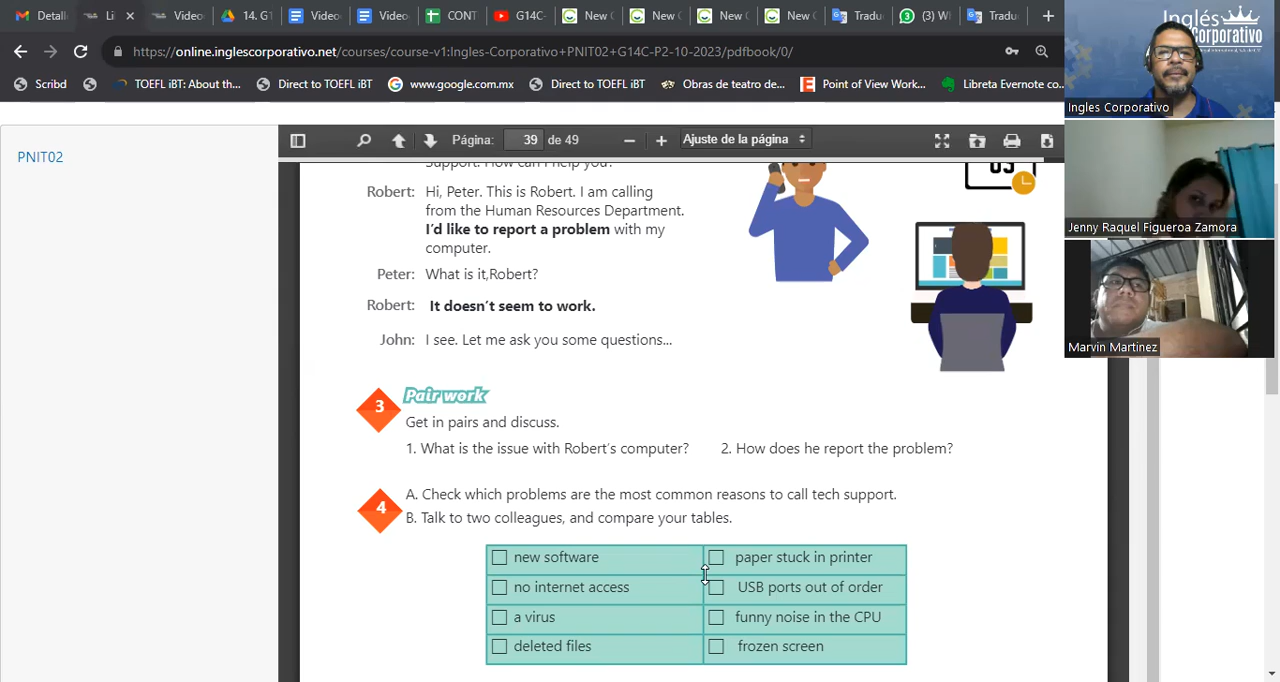 Detall
Li
Video
14. G1
Video
Video
CONT
G14C-
New C
New C
New C
New C
Tradu
(3) W
Tradu
https://online.inglescorporativo.net/courses/course-v1:Ingles-Corporativo+PNIT02+G14C-P2-10-2023/pdfbook/0/
Scribd
TOEFL iBT: About th...
Direct to TOEFL iBT
www.google.com.mx
Direct to TOEFL iBT
Obras de teatro de...
Point of View Work...
Libreta Evernote co...
PNIT02
Página: 39 de 49
Ajuste de la página
Support. How can I help you?
Robert: Hi, Peter. This is Robert. I am calling
from the Human Resources Department.
I'd like to report a problem with my
computer.
Peter: What is it,Robert?
Robert: It doesn't seem to work.
John: I see. Let me ask you some questions...
03
3 Pair work
Get in pairs and discuss.
1. What is the issue with Robert's computer? 2. How does he report the problem?
4 A. Check which problems are the most common reasons to call tech support.
B. Talk to two colleagues, and compare your tables.
new software paper stuck in printer
no internet access USB ports out of order
a virus funny noise in the CPU
deleted files frozen screen
Inglés
Corporativo
Ingles Corporativo
Jenny Raquel Figueroa Zamora
Marvin Martinez